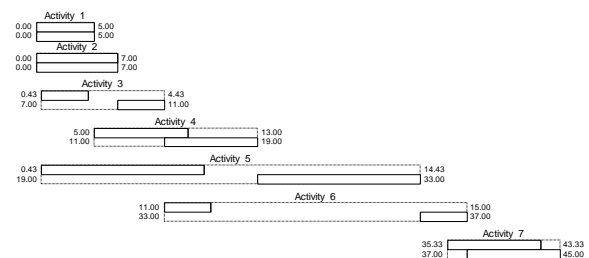 Activity 1
0.00 5.00
0.00 5.00
Activity 2
0.00 7.00
0.00 7.00
Activity 3
0.43 4.43
7.00 11.00
Activity 4
5.00 13.00
11.00 19.00
Activity 5
0.43 14.43
19.00 33.00
Activity 6
11.00 15.00
33.00 37.00
Activity 7
35.33 43.33
37.00 45.00